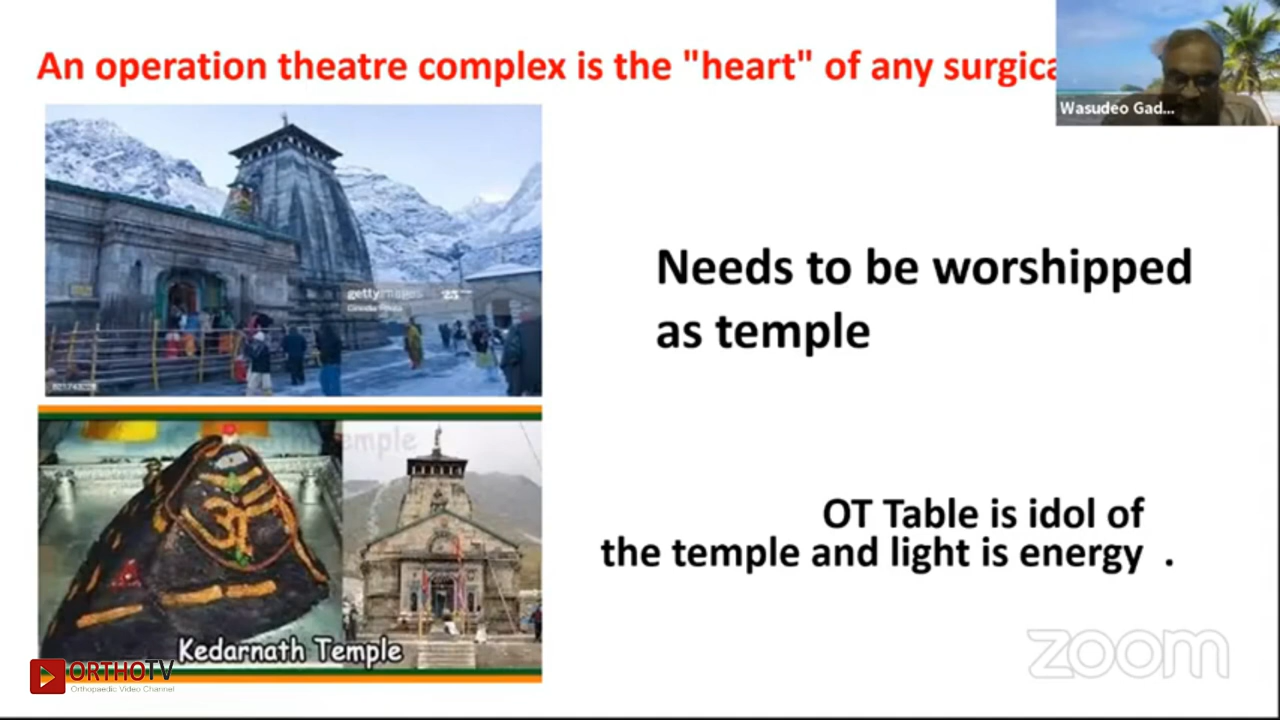 An operation theatre complex is the "heart" of any surgica
Wasudeo Gad...
gettyimages
Needs to be worshipped
as temple
OT Table is idol of
the temple and light is energy .
Kedarnath Temple
ORTHOTV
Orthopaedic Video Channel
zoom